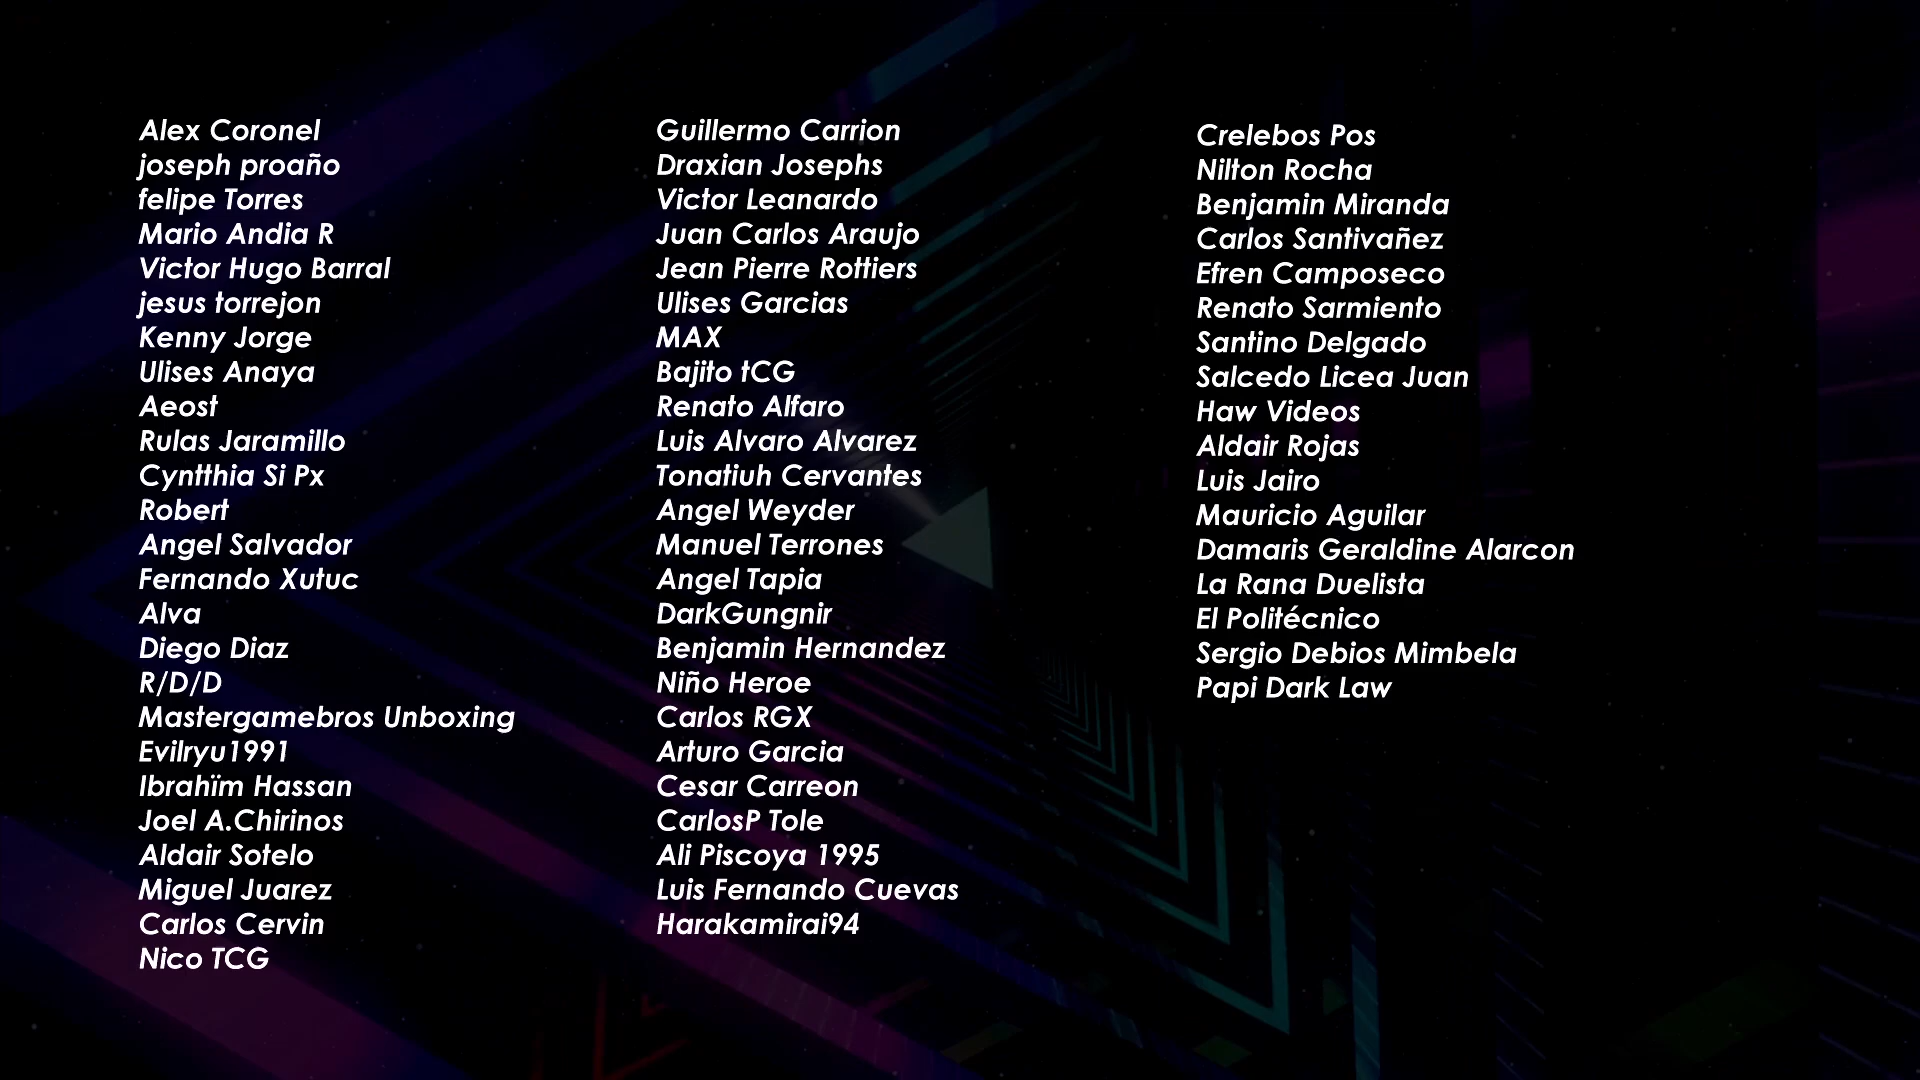 Alex Coronel
joseph proaño
felipe Torres
Mario Andia R
Victor Hugo Barral
jesus torrejon
Kenny Jorge
Ulises Anaya
Aeost
Rulas Jaramillo
Cyntthia Si Px
Robert
Angel Salvador
Fernando Xutuc
Alva
Diego Diaz
R/D/D
Mastergamebros Unboxing
Evilryu1991
Ibrahïm Hassan
Joel A.Chirinos
Aldair Sotelo
Miguel Juarez
Carlos Cervin
Nico TCG
Guillermo Carrion
Draxian Josephs
Victor Leanardo
Juan Carlos Araujo
Jean Pierre Rottiers
Ulises Garcias
MAX
Bajito tCG
Renato Alfaro
Luis Alvaro Alvarez
Tonatiuh Cervantes
Angel Weyder
Manuel Terrones
Angel Tapia
DarkGungnir
Benjamin Hernandez
Niño Heroe
Carlos RGX
Arturo Garcia
Cesar Carreon
CarlosP Tole
Ali Piscoya 1995
Luis Fernando Cuevas
Harakamirai94
Crelebos Pos
Nilton Rocha
Benjamin Miranda
Carlos Santivañez
Efren Camposeco
Renato Sarmiento
Santino Delgado
Salcedo Licea Juan
Haw Videos
Aldair Rojas
Luis Jairo
Mauricio Aguilar
Damaris Geraldine Alarcon
La Rana Duelista
El Politécnico
Sergio Debios Mimbela
Papi Dark Law